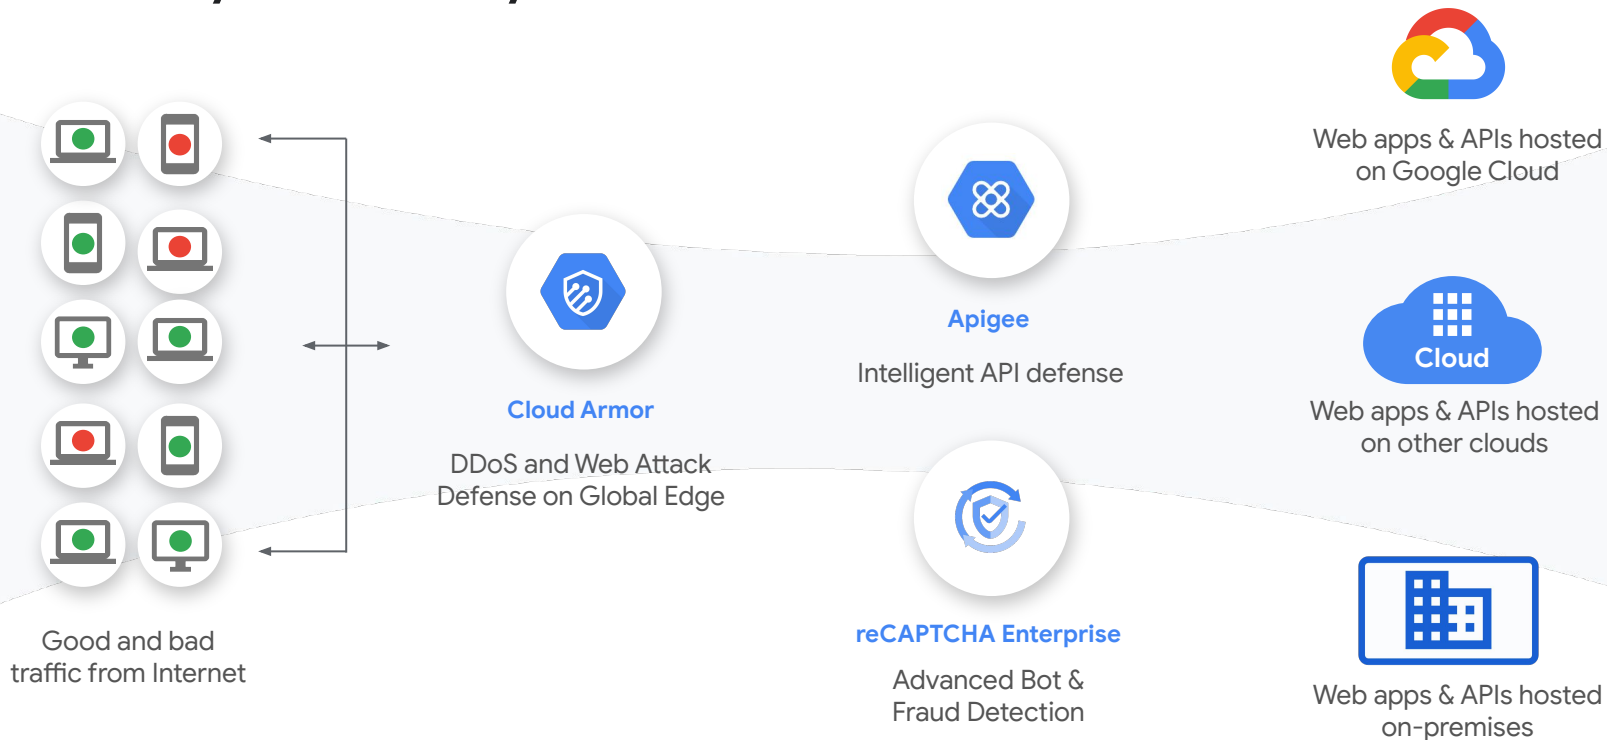 Good and bad
traffic from Internet
Cloud Armor
DDoS and Web Attack
Defense on Global Edge
Apigee
Intelligent API defense
reCAPTCHA Enterprise
Advanced Bot &
Fraud Detection
Web apps & APIs hosted
on Google Cloud
Cloud
Web apps & APIs hosted
on other clouds
Web apps & APIs hosted
on-premises